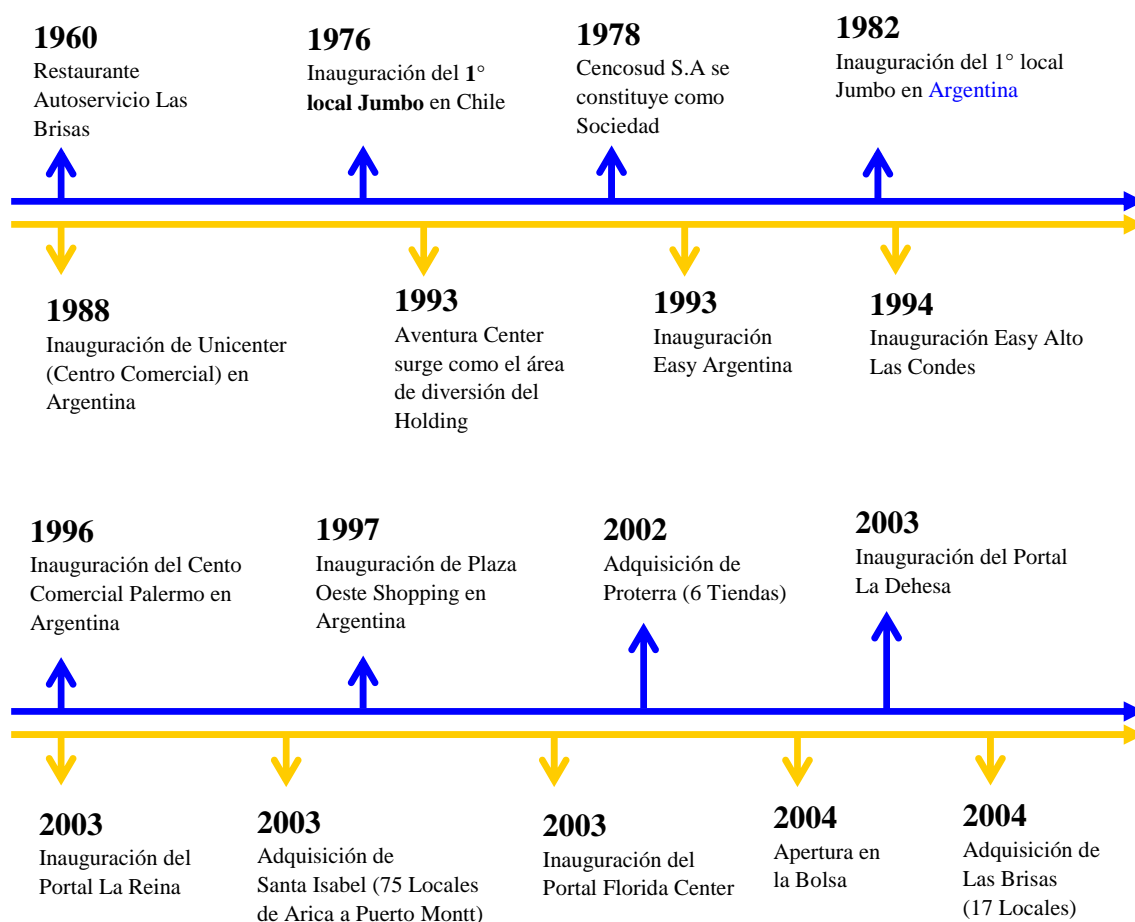 1960
Restaurante
Autoservicio Las
Brisas
1976
Inauguración del 1°
local Jumbo en Chile
1978
Cencosud S.A se
constituye como
Sociedad
1982
Inauguración del 1° local
Jumbo en Argentina
1988
Inauguración de Unicenter
(Centro Comercial) en
Argentina
1993
Aventura Center
surge como el área
de diversión del
Holding
1993
Inauguración
Easy Argentina
1994
Inauguración Easy Alto
Las Condes
1996
Inauguración del Cento
Comercial Palermo en
Argentina
1997
Inauguración de Plaza
Oeste Shopping en
Argentina
2002
Adquisición de
Proterra (6 Tiendas)
2003
Inauguración del Portal
La Dehesa
2003
Inauguración del
Portal La Reina
2003
Adquisición de
Santa Isabel (75 Locales
de Arica a Puerto Montt)
2003
Inauguración del
Portal Florida Center
2004
Apertura en
la Bolsa
2004
Adquisición de
Las Brisas
(17 Locales)